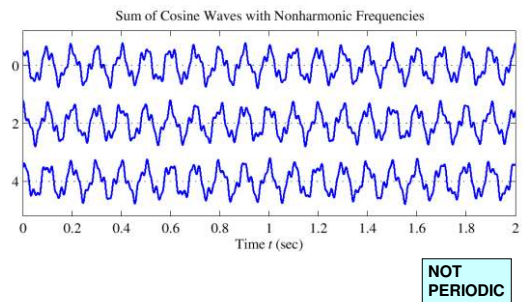 Sum of Cosine Waves with Nonharmonic Frequencies
0
2
4
0 0.2 0.4 0.6 0.8 1 1.2 1.4 1.6 1.8 2
Time t (sec)
NOT
PERIODIC